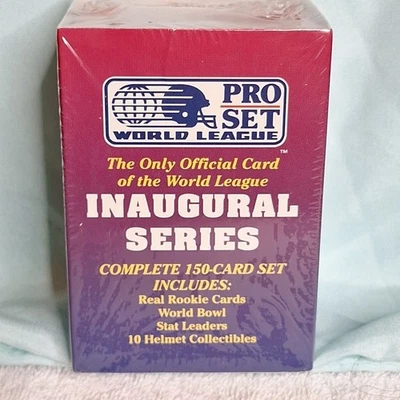 PRO
SET
WORLD LEAGUE
™
The Only Official Card
of the World League
INAUGURAL
SERIES
COMPLETE 150-CARD SET
INCLUDES:
Real Rookie Cards
World Bowl
Stat Leaders
10 Helmet Collectibles